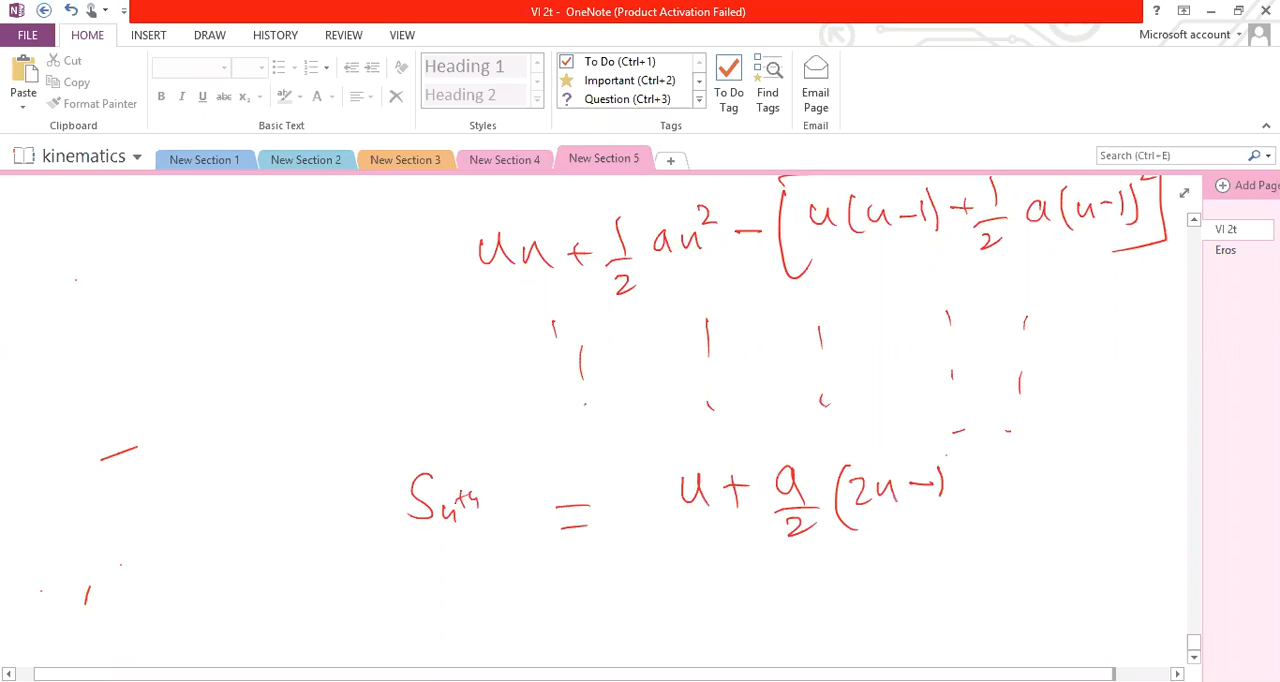 VI 2t - OneNote (Product Activation Failed)
FILE HOME INSERT DRAW HISTORY REVIEW VIEW Microsoft account
Paste Cut Copy Format Painter
Clipboard
B I U abc X₂ A
Basic Text
Heading 1
Heading 2
Styles
To Do (Ctrl+1)
Important (Ctrl+2)
Question (Ctrl+3)
Tags
To Do Tag
Find Tags
Email Page
Email
kinematics New Section 1 New Section 2 New Section 3 New Section 4 New Section 5 Search (Ctrl+E)
Add Page
VI 2t
Eros
un + 1/2 an² - [u(n-1) + 1/2 a(n-1)²]
Snth = u + a/2 (2n-1)